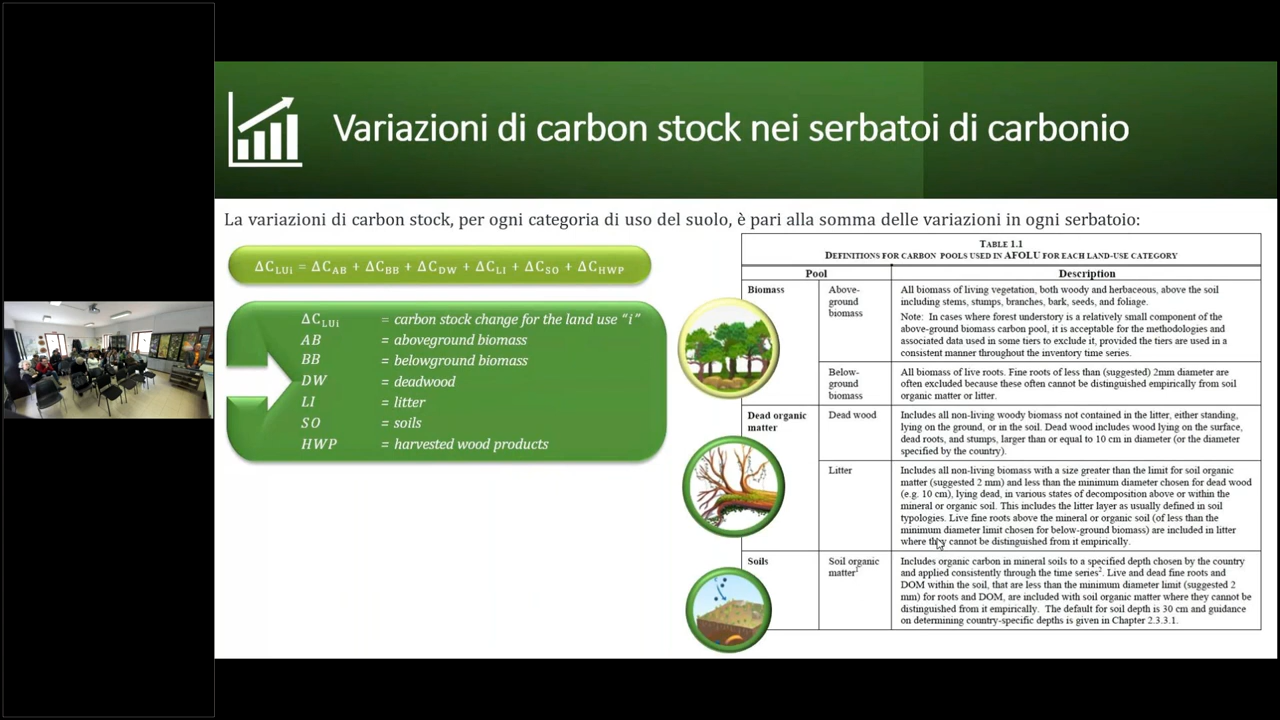 Variazioni di carbon stock nei serbatoi di carbonio
La variazioni di carbon stock, per ogni categoria di uso del suolo, è pari alla somma delle variazioni in ogni serbatoio:
ΔC_LUi = ΔC_AB + ΔC_BB + ΔC_DW + ΔC_LI + ΔC_SO + ΔC_HWP
ΔC_LUi = carbon stock change for the land use “i”
AB = aboveground biomass
BB = belowground biomass
DW = deadwood
LI = litter
SO = soils
HWP = harvested wood products
TABLE 1.1
DEFINITIONS FOR CARBON POOLS USED IN AFOLU FOR EACH LAND-USE CATEGORY
Pool Description
Biomass
Above-
ground
biomass
All biomass of living vegetation, both woody and herbaceous, above the soil
including stems, stumps, branches, bark, seeds, and foliage.
Note: In cases where forest understory is a relatively small component of the
above-ground biomass carbon pool, it is acceptable for the methodologies and
associated data used in some tiers to exclude it, provided the tiers are used in a
consistent manner throughout the inventory time series.
Below-
ground
biomass
All biomass of live roots. Fine roots of less than (suggested) 2mm diameter are
often excluded because these often cannot be distinguished empirically from soil
organic matter or litter.
Dead organic
matter
Dead wood
Includes all non-living woody biomass not contained in the litter, either standing,
lying on the ground, or in the soil. Dead wood includes wood lying on the surface,
dead roots, and stumps, larger than or equal to 10 cm in diameter (or the diameter
specified by the country).
Litter
Includes all non-living biomass with a size greater than the limit for soil organic
matter (suggested 2 mm) and less than the minimum diameter chosen for dead wood
(e.g. 10 cm), lying dead, in various states of decomposition above or within the
mineral or organic soil. This includes the litter layer as usually defined in soil
typologies. Live fine roots above the mineral or organic soil (of less than the
minimum diameter limit chosen for below-ground biomass) are included in litter
where they cannot be distinguished from it empirically.
Soils
Soil organic
matter¹
Includes organic carbon in mineral soils to a specified depth chosen by the country
and applied consistently through the time series². Live and dead fine roots and
DOM within the soil, that are less than the minimum diameter limit (suggested 2
mm) for roots and DOM, are included with soil organic matter where they cannot be
distinguished from it empirically. The default for soil depth is 30 cm and guidance
on determining country-specific depths is given in Chapter 2.3.3.1.